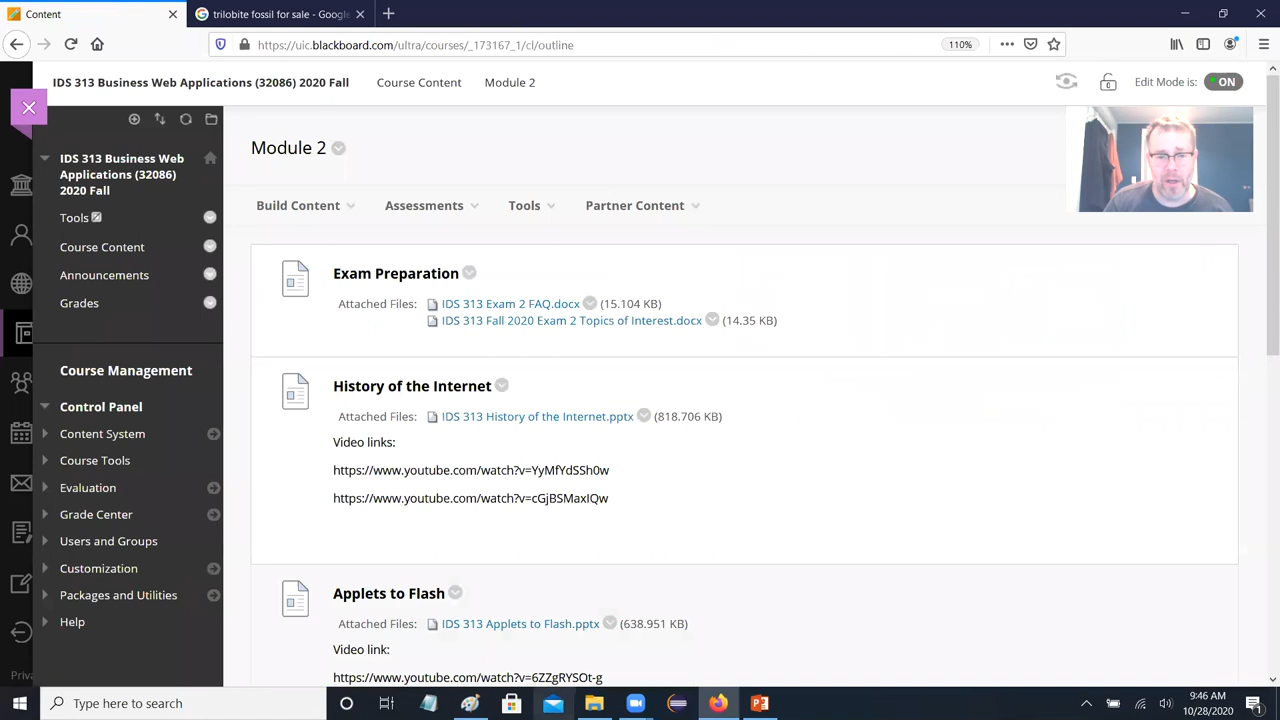 Content
trilobite fossil for sale - Google
https://uic.blackboard.com/ultra/courses/_173167_1/cl/outline
110%
IDS 313 Business Web Applications (32086) 2020 Fall
Course Content
Module 2
Edit Mode is:
ON
IDS 313 Business Web
Applications (32086)
2020 Fall
Tools
Course Content
Announcements
Grades
Course Management
Control Panel
Content System
Course Tools
Evaluation
Grade Center
Users and Groups
Customization
Packages and Utilities
Help
Priva
Module 2
Build Content
Assessments
Tools
Partner Content
Exam Preparation
Attached Files: IDS 313 Exam 2 FAQ.docx (15.104 KB)
IDS 313 Fall 2020 Exam 2 Topics of Interest.docx (14.35 KB)
History of the Internet
Attached Files: IDS 313 History of the Internet.pptx (818.706 KB)
Video links:
https://www.youtube.com/watch?v=YyMfYdSSh0w
https://www.youtube.com/watch?v=cGjBSMaxIQw
Applets to Flash
Attached Files: IDS 313 Applets to Flash.pptx (638.951 KB)
Video link:
https://www.youtube.com/watch?v=6ZZgRYSOt-g
Type here to search
9:46 AM
10/28/2020
1